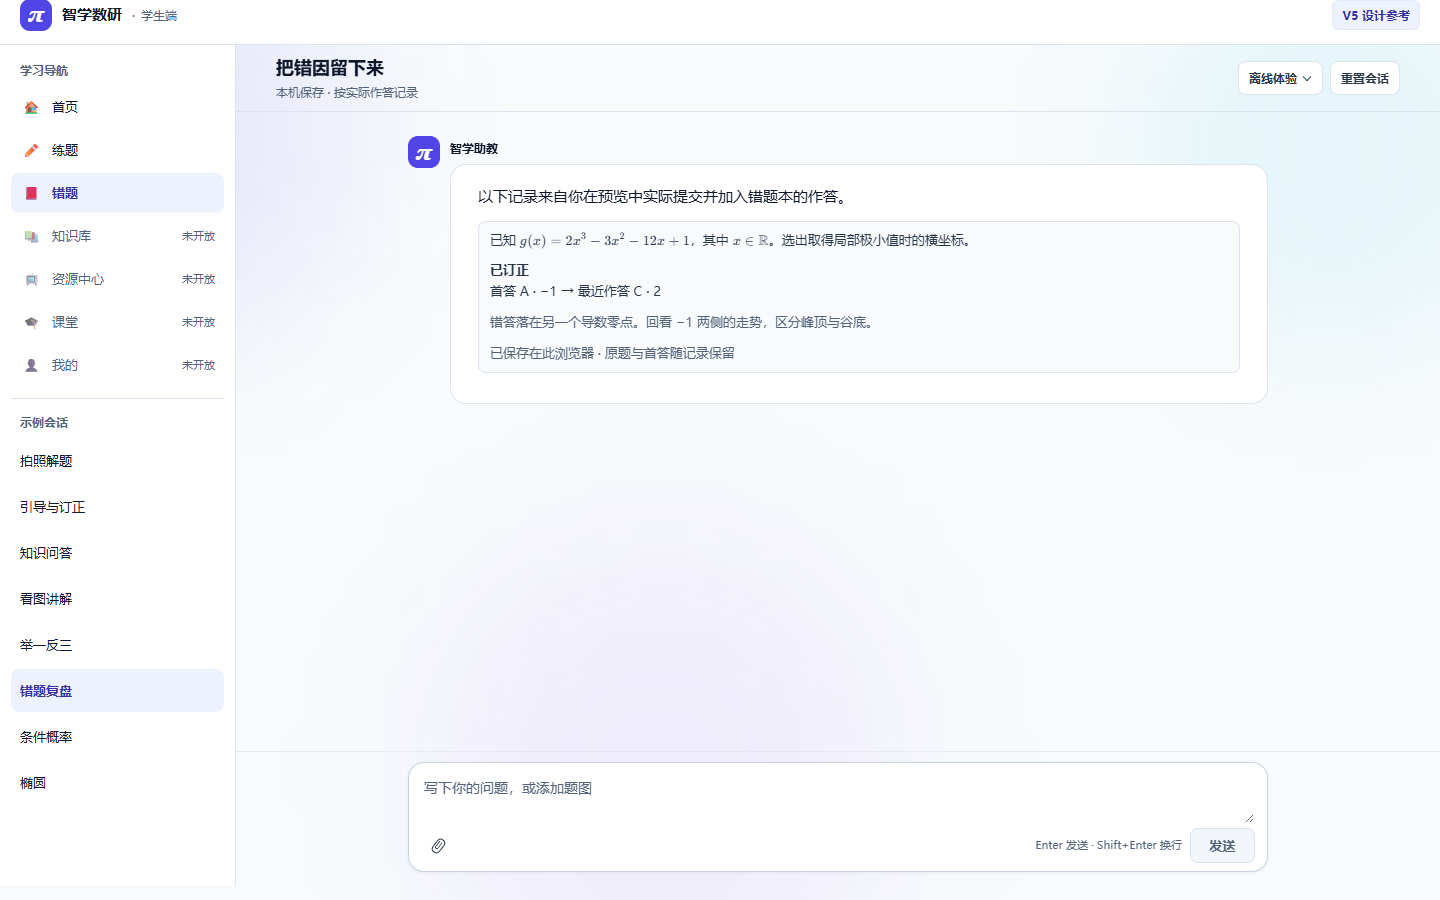 π 智学数研 · 学生端
V5 设计参考
学习导航
首页
练题
错题
知识库 未开放
资源中心 未开放
课堂 未开放
我的 未开放
示例会话
拍照解题
引导与订正
知识问答
看图讲解
举一反三
错题复盘
条件概率
椭圆
把错因留下来
本机保存 · 按实际作答记录
离线体验
重置会话
π 智学助教
以下记录来自你在预览中实际提交并加入错题本的作答。
已知 g(x) = 2x³ − 3x² − 12x + 1，其中 x ∈ ℝ。选出取得局部极小值时的横坐标。
已订正
首答 A · −1 → 最近作答 C · 2
错答落在另一个导数零点。回看 −1 两侧的走势，区分峰顶与谷底。
已保存在此浏览器 · 原题与首答随记录保留
写下你的问题，或添加题图
Enter 发送 · Shift+Enter 换行
发送